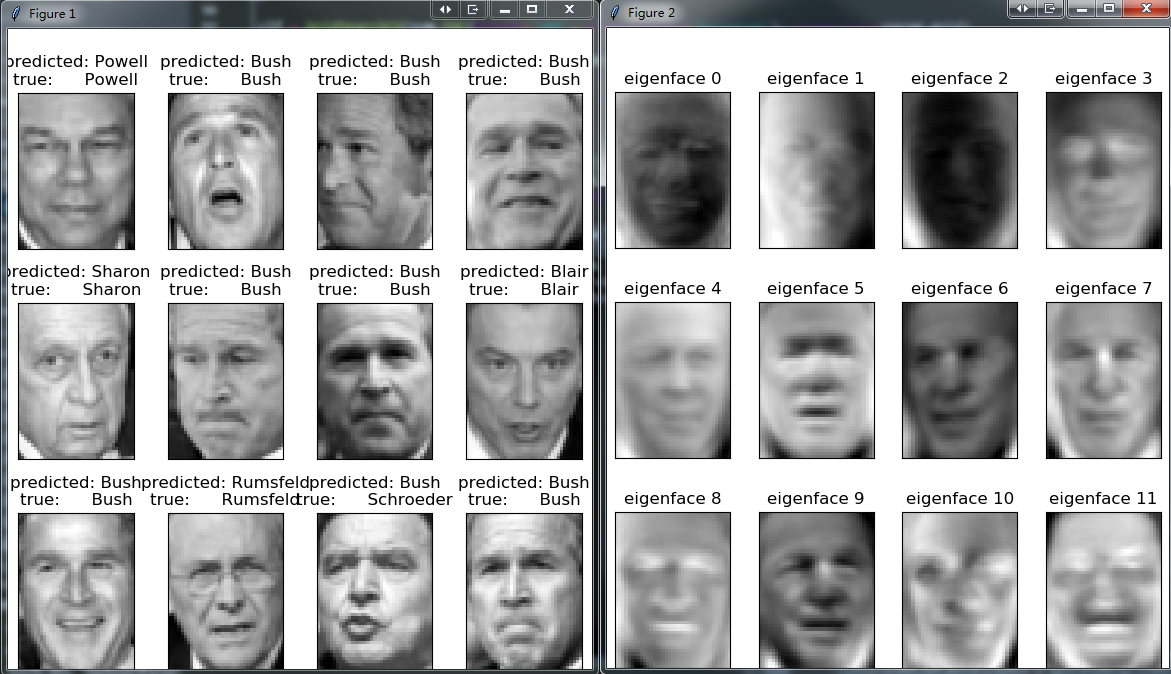 Figure 1
predicted: Powell predicted: Bush predicted: Bush predicted: Bush
true: Powell true: Bush true: Bush true: Bush
predicted: Sharon predicted: Bush predicted: Bush predicted: Blair
true: Sharon true: Bush true: Bush true: Blair
predicted: Bush predicted: Rumsfeld predicted: Bush predicted: Bush
true: Bush true: Rumsfeld true: Schroeder true: Bush
Figure 2
eigenface 0 eigenface 1 eigenface 2 eigenface 3
eigenface 4 eigenface 5 eigenface 6 eigenface 7
eigenface 8 eigenface 9 eigenface 10 eigenface 11